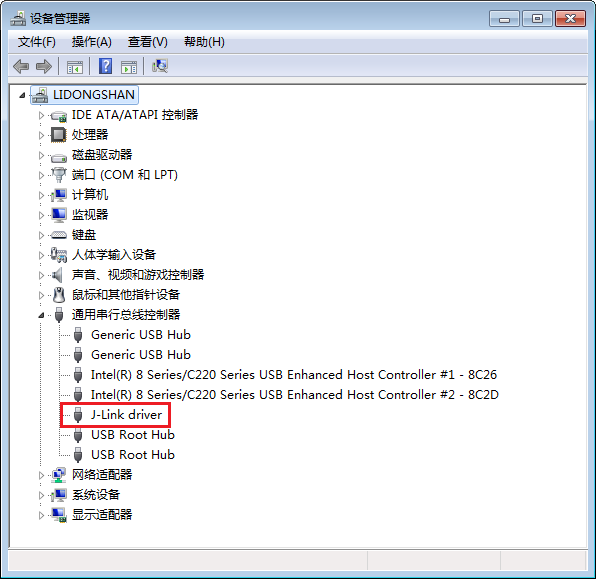 设备管理器
文件(F) 操作(A) 查看(V) 帮助(H)
LIDONGSHAN
IDE ATA/ATAPI 控制器
处理器
磁盘驱动器
端口 (COM 和 LPT)
计算机
监视器
键盘
人体学输入设备
声音、视频和游戏控制器
鼠标和其他指针设备
通用串行总线控制器
Generic USB Hub
Generic USB Hub
Intel(R) 8 Series/C220 Series USB Enhanced Host Controller #1 - 8C26
Intel(R) 8 Series/C220 Series USB Enhanced Host Controller #2 - 8C2D
J-Link driver
USB Root Hub
USB Root Hub
网络适配器
系统设备
显示适配器